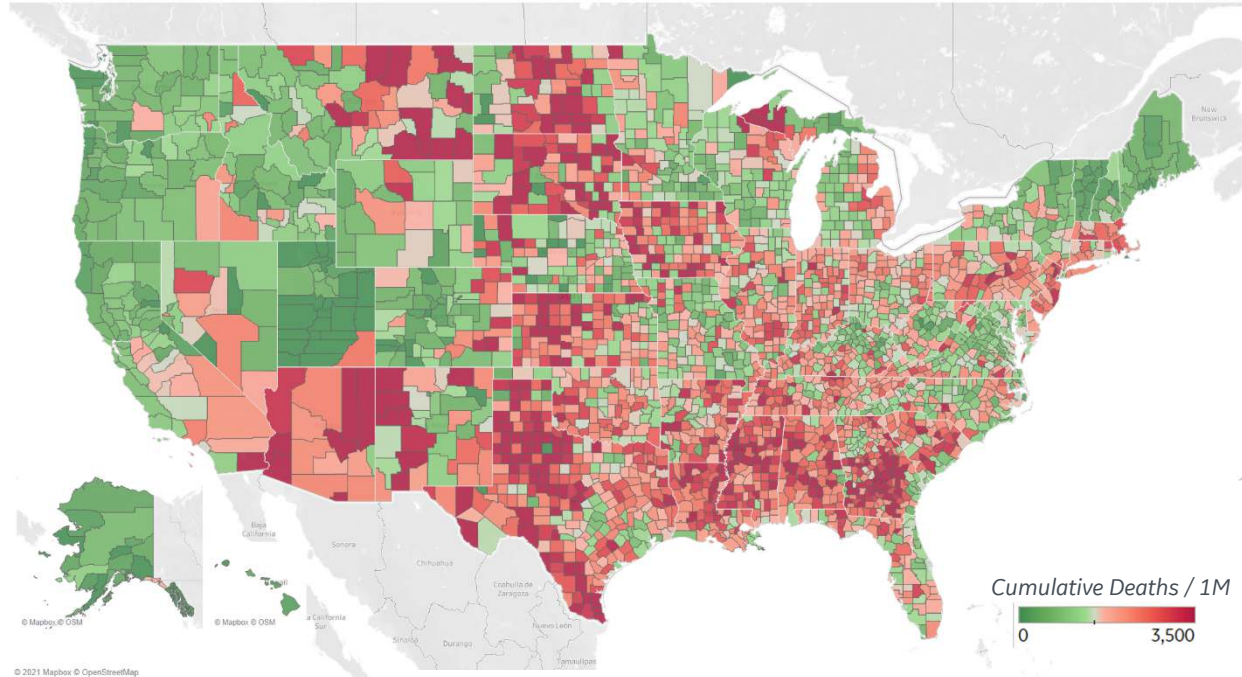 New
Brunswick
Baja
California
Sonora
Chihuahua
Coahuila de
Zaragoza
Nuevo León
a California
Sur
Sinaloa
Durango
Tamaulipas
Cumulative Deaths / 1M
0
3,500
© Mapbox © OSM
© Mapbox © OSM
© 2021 Mapbox © OpenStreetMap